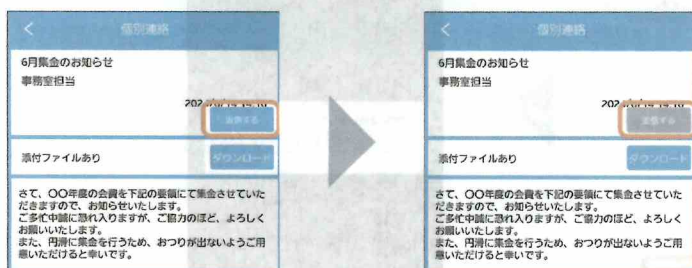 個別連絡
6月集金のお知らせ
事務室担当
返信する
添付ファイルあり
ダウンロード
さて、〇〇年度の会費を下記の要領にて集金させていた
だきますので、お知らせいたします。
ご多忙中誠に恐れ入りますが、ご協力のほど、よろしく
お願いいたします。
また、円滑に集金を行うため、おつりが出ないようご用
意いただけると幸いです。
個別連絡
6月集金のお知らせ
事務室担当
返信する
添付ファイルあり
ダウンロード
さて、〇〇年度の会費を下記の要領にて集金させていた
だきますので、お知らせいたします。
ご多忙中誠に恐れ入りますが、ご協力のほど、よろしく
お願いいたします。
また、円滑に集金を行うため、おつりが出ないようご用
意いただけると幸いです。